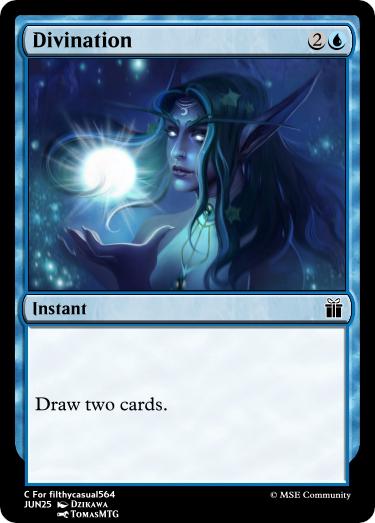 Divination 2
Instant
Draw two cards.
C For filthycasual564
JUN25 Dzikawa © MSE Community
TomasMTG